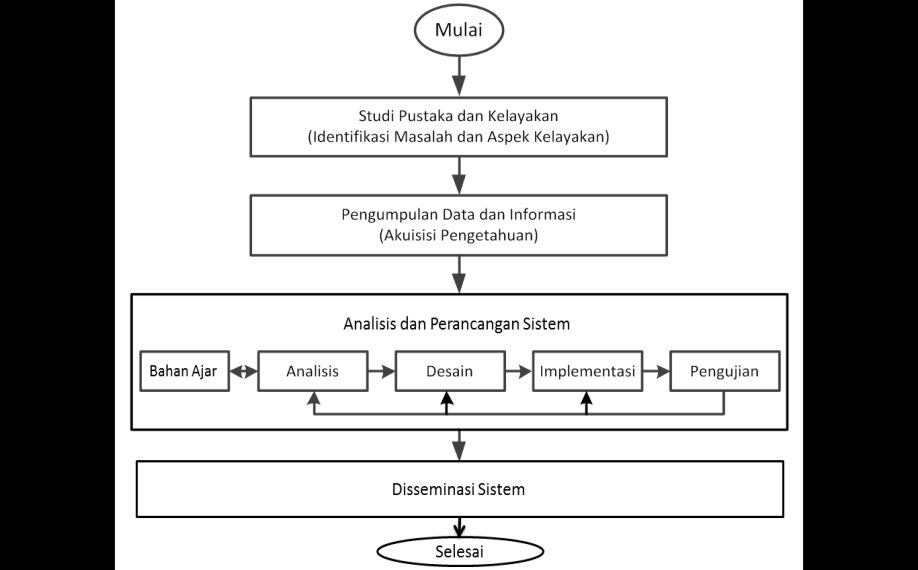 Mulai
Studi Pustaka dan Kelayakan
(Identifikasi Masalah dan Aspek Kelayakan)
Pengumpulan Data dan Informasi
(Akuisisi Pengetahuan)
Analisis dan Perancangan Sistem
Bahan Ajar
Analisis
Desain
Implementasi
Pengujian
Disseminasi Sistem
Selesai